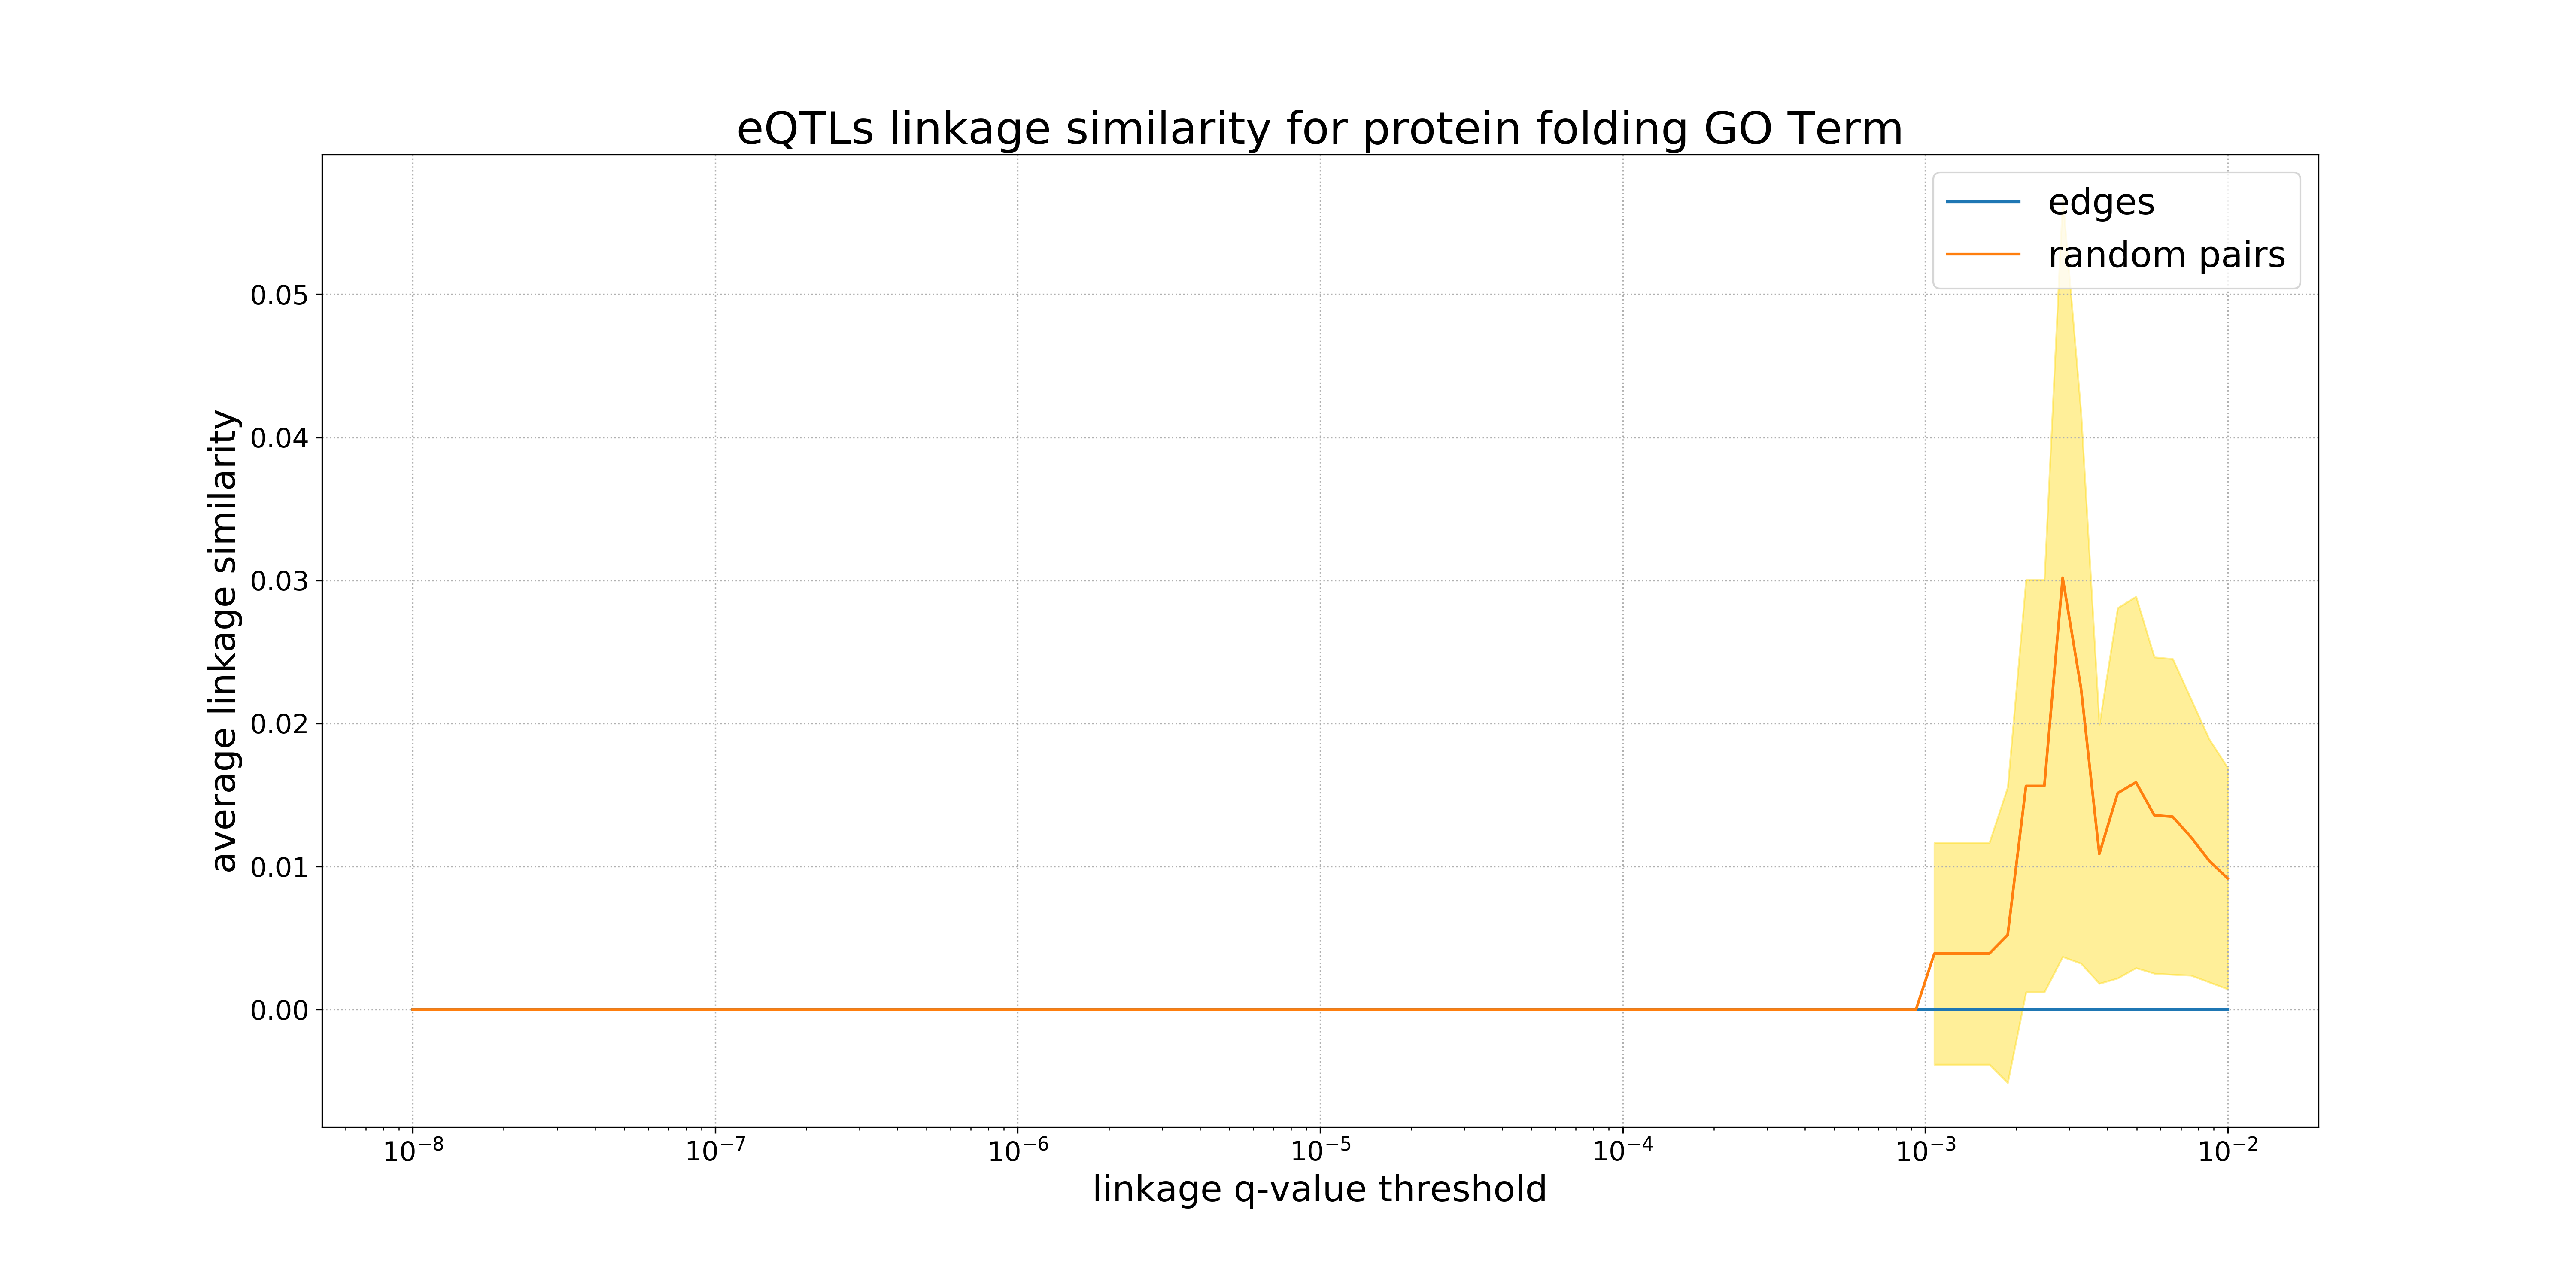 eQTLs linkage similarity for protein folding GO Term
edges
random pairs
0.05
0.04
0.03
0.02
0.01
0.00
average linkage similarity
10⁻⁸ 10⁻⁷ 10⁻⁶ 10⁻⁵ 10⁻⁴ 10⁻³ 10⁻²
linkage q-value threshold